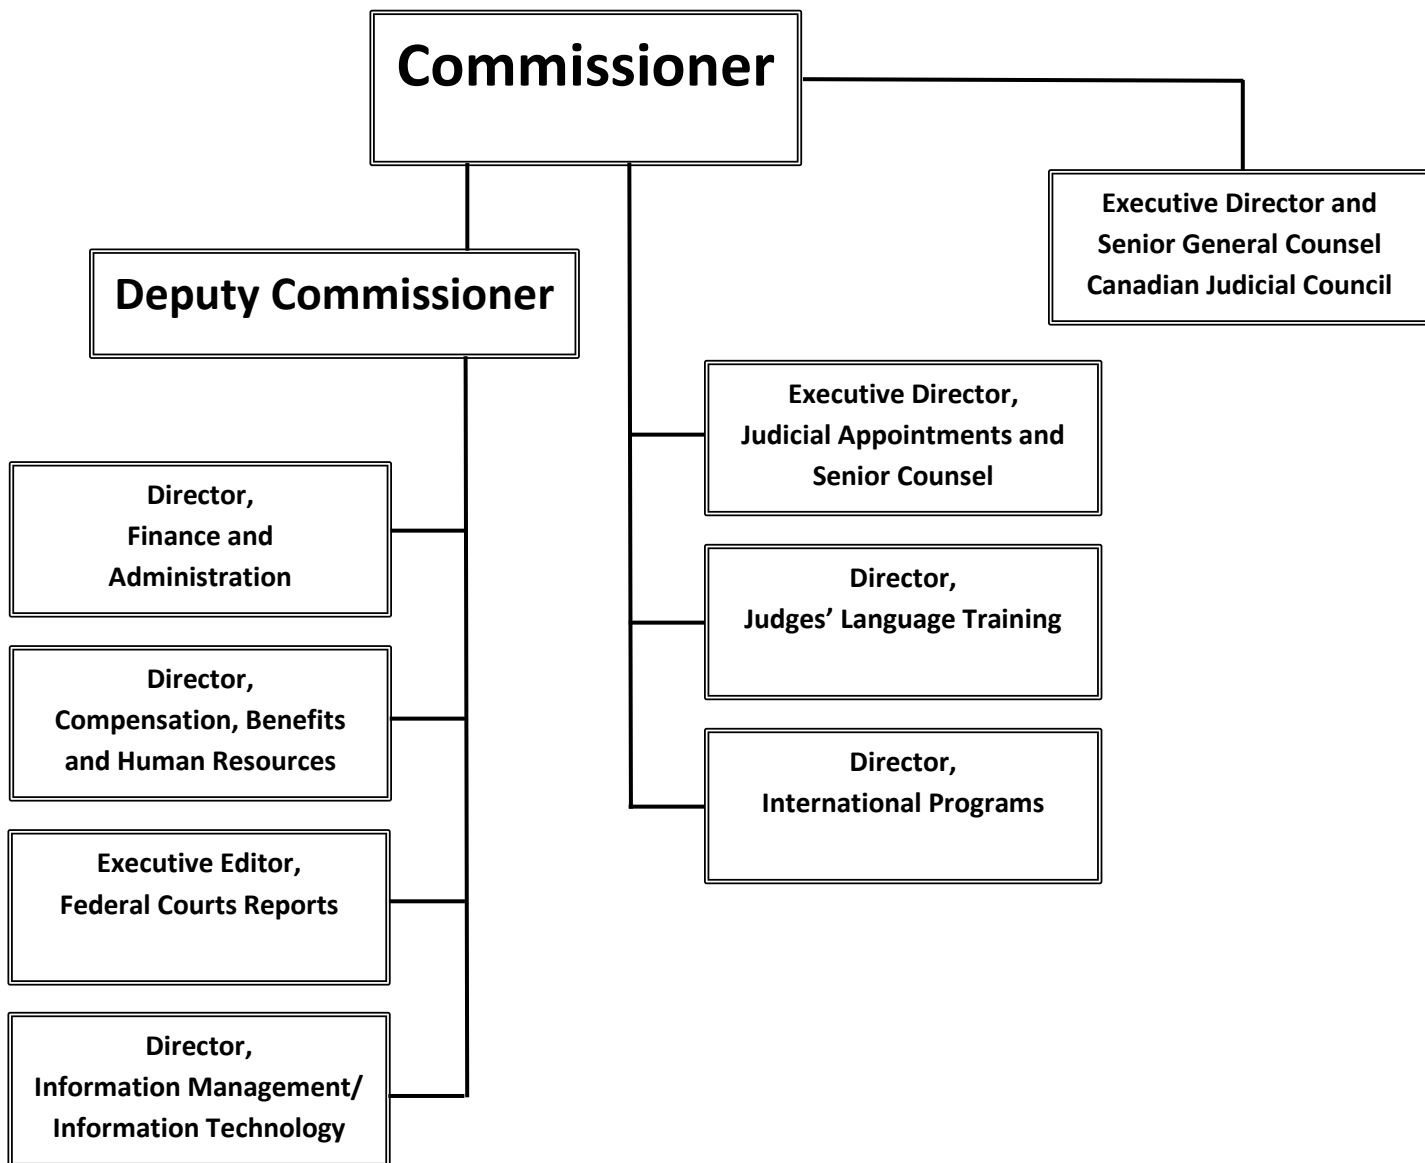 Commissioner
Executive Director and
Senior General Counsel
Canadian Judicial Council
Deputy Commissioner
Executive Director,
Judicial Appointments and
Senior Counsel
Director,
Finance and
Administration
Director,
Judges’ Language Training
Director,
Compensation, Benefits
and Human Resources
Director,
International Programs
Executive Editor,
Federal Courts Reports
Director,
Information Management/
Information Technology